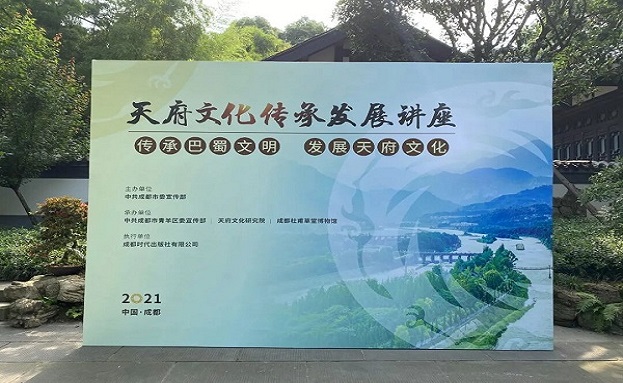 天府文化传承发展讲座
传承巴蜀文明 发展天府文化
主办单位
中共成都市委宣传部
承办单位
中共成都市青羊区委宣传部 | 天府文化研究院 | 成都杜甫草堂博物馆
执行单位
成都时代出版社有限公司
2021
中国·成都